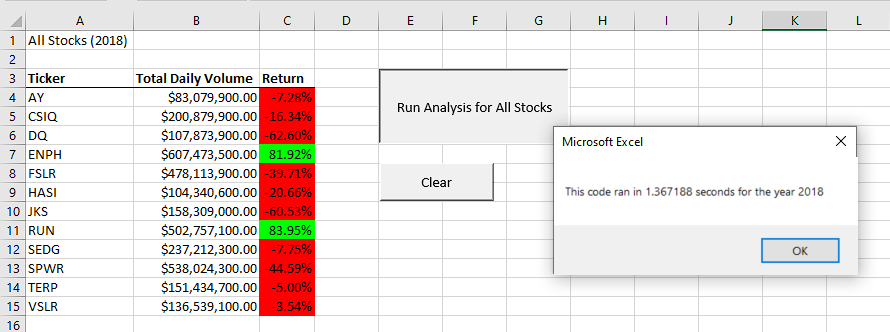 A B C D E F G H I J K L
1 All Stocks (2018)
2
3 Ticker Total Daily Volume Return
4 AY $83,079,900.00 -7.28%
5 CSIQ $200,879,900.00 -16.34%
6 DQ $107,873,900.00 -62.60%
7 ENPH $607,473,500.00 81.92%
8 FSLR $478,113,900.00 -39.71%
9 HASI $104,340,600.00 -20.66%
10 JKS $158,309,000.00 -60.53%
11 RUN $502,757,100.00 83.95%
12 SEDG $237,212,300.00 -7.75%
13 SPWR $538,024,300.00 -44.59%
14 TERP $151,434,700.00 -5.00%
15 VSLR $136,539,100.00 -3.54%
16
Run Analysis for All Stocks
Clear
Microsoft Excel
This code ran in 1.367188 seconds for the year 2018
OK